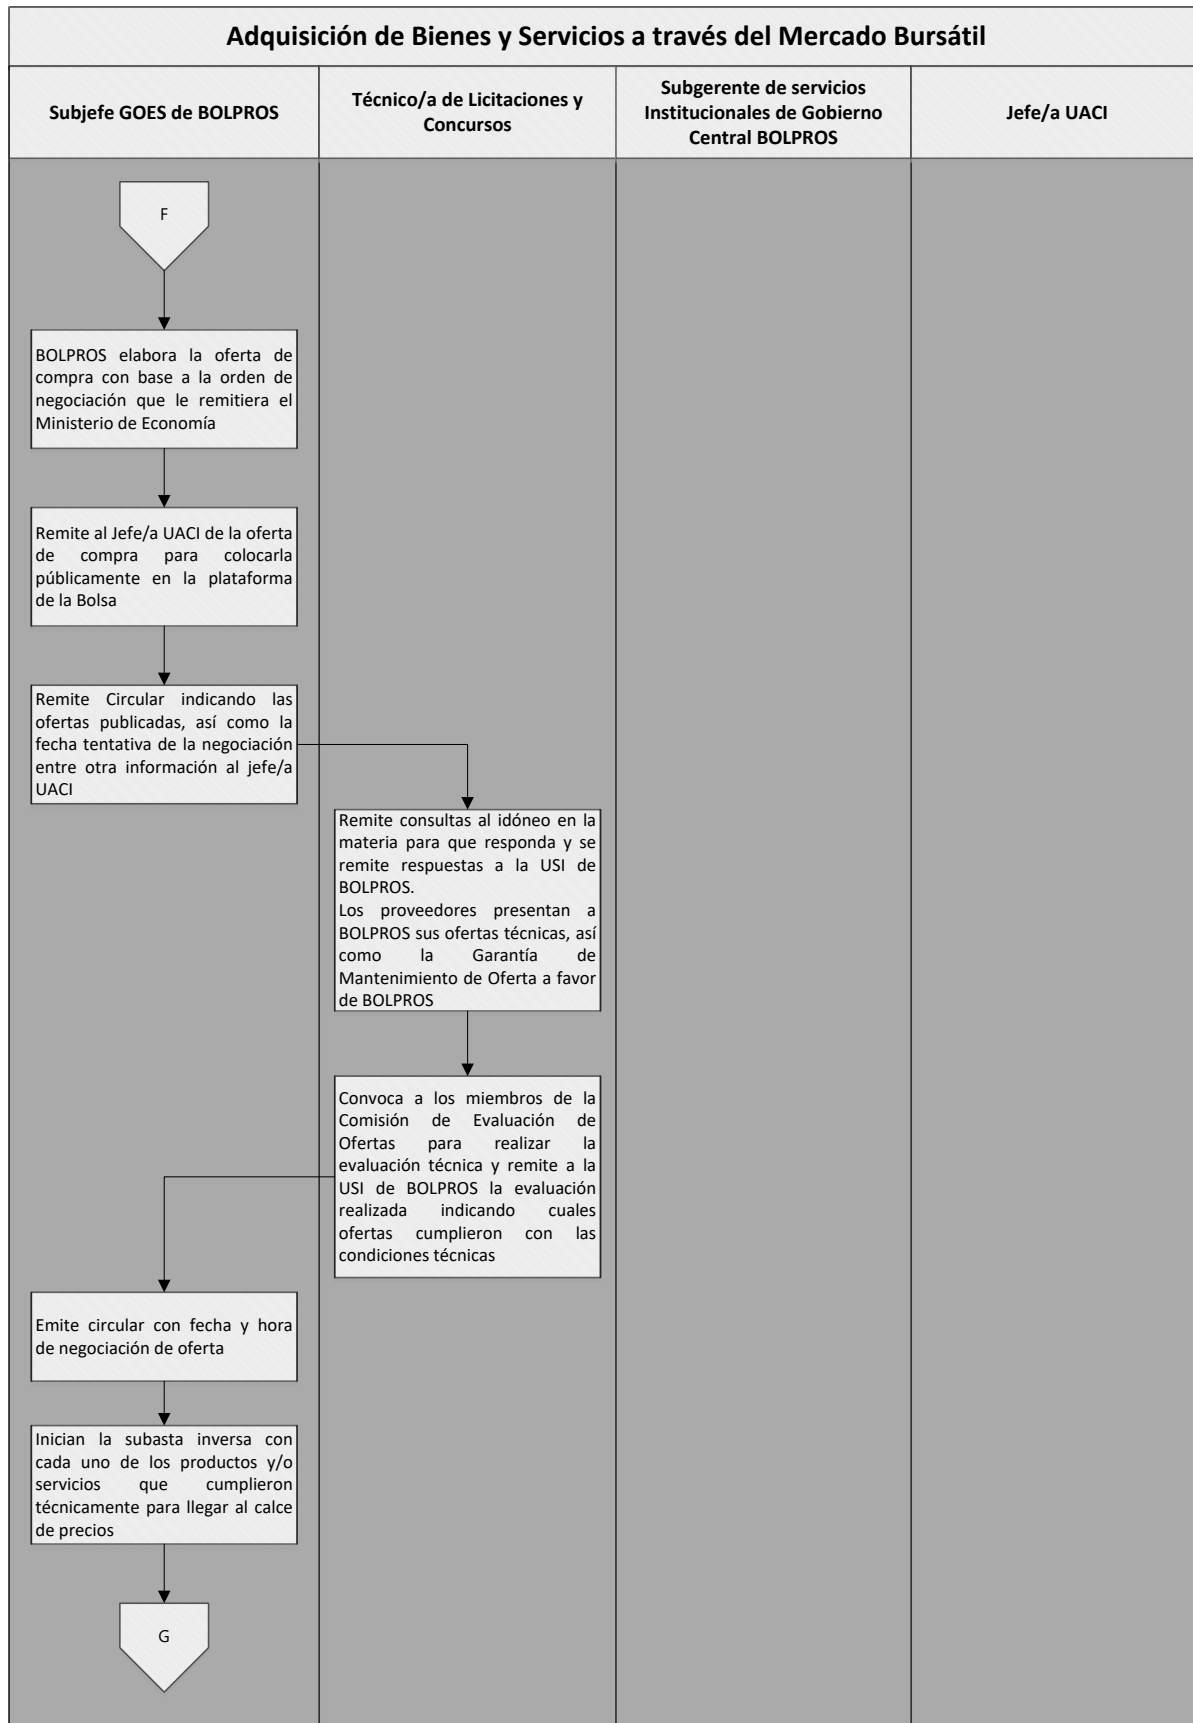 Adquisición de Bienes y Servicios a través del Mercado Bursátil
Subjefe GOES de BOLPROS
Técnico/a de Licitaciones y
Concursos
Subgerente de servicios
Institucionales de Gobierno
Central BOLPROS
Jefe/a UACI
F
BOLPROS elabora la oferta de
compra con base a la orden de
negociación que le remitiera el
Ministerio de Economía
Remite al Jefe/a UACI de la oferta
de compra para colocarla
públicamente en la plataforma
de la Bolsa
Remite Circular indicando las
ofertas publicadas, así como la
fecha tentativa de la negociación
entre otra información al jefe/a
UACI
Remite consultas al idóneo en la
materia para que responda y se
remite respuestas a la USI de
BOLPROS.
Los proveedores presentan a
BOLPROS sus ofertas técnicas, así
como la Garantía de
Mantenimiento de Oferta a favor
de BOLPROS
Convoca a los miembros de la
Comisión de Evaluación de
Ofertas para realizar la
evaluación técnica y remite a la
USI de BOLPROS la evaluación
realizada indicando cuales
ofertas cumplieron con las
condiciones técnicas
Emite circular con fecha y hora
de negociación de oferta
Inician la subasta inversa con
cada uno de los productos y/o
servicios que cumplieron
técnicamente para llegar al calce
de precios
G